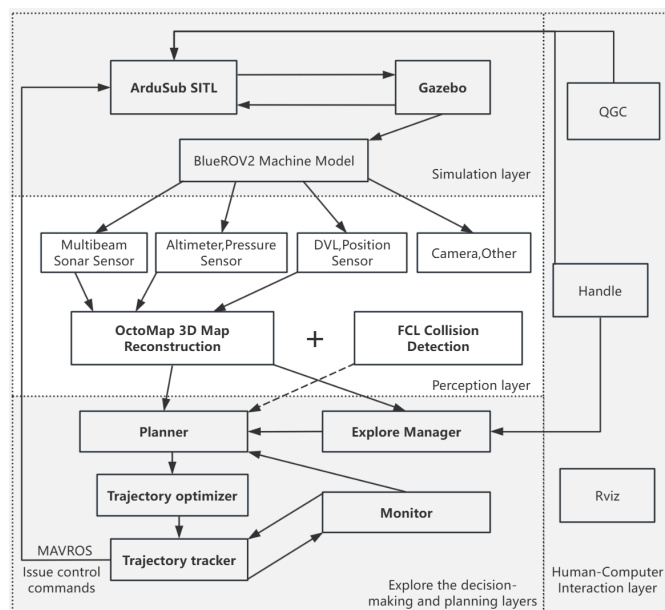 ArduSub SITL
Gazebo
QGC
BlueROV2 Machine Model
Simulation layer
Multibeam
Sonar Sensor
Altimeter,Pressure
Sensor
DVL,Position
Sensor
Camera,Other
Handle
OctoMap 3D Map
Reconstruction
+
FCL Collision
Detection
Perception layer
Planner
Explore Manager
Trajectory optimizer
Monitor
Rviz
MAVROS
Issue control
commands
Trajectory tracker
Explore the decision-
making and planning layers
Human-Computer
Interaction layer